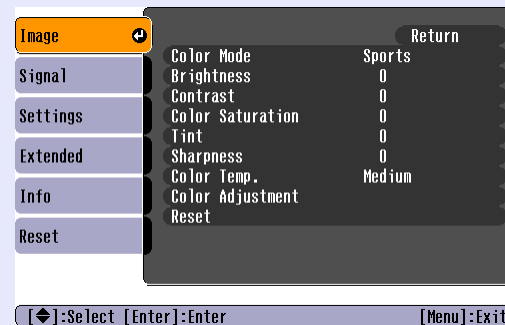 Image
Signal
Settings
Extended
Info
Reset
Return
Color Mode Sports
Brightness 0
Contrast 0
Color Saturation 0
Tint 0
Sharpness 0
Color Temp. Medium
Color Adjustment
Reset
[◆]:Select [Enter]:Enter [Menu]:Exit